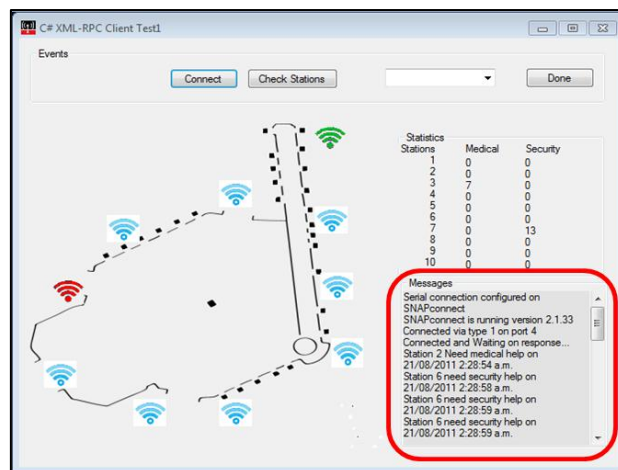 C# XML-RPC Client Test1
Events
Connect
Check Stations
Done
Statistics
Stations Medical Security
1 0 0
2 0 0
3 7 0
4 0 0
5 0 0
6 0 0
7 0 13
8 0 0
9 0 0
10 0 0
Messages
Serial connection configured on
SNAPconnect
SNAPconnect is running version 2.1.33
Connected via type 1 on port 4
Connected and Waiting on response...
Station 2 Need medical help on
21/08/2011 2:28:54 a.m.
Station 6 need security help on
21/08/2011 2:28:58 a.m.
Station 6 need security help on
21/08/2011 2:28:59 a.m.
Station 6 need security help on
21/08/2011 2:28:59 a.m.